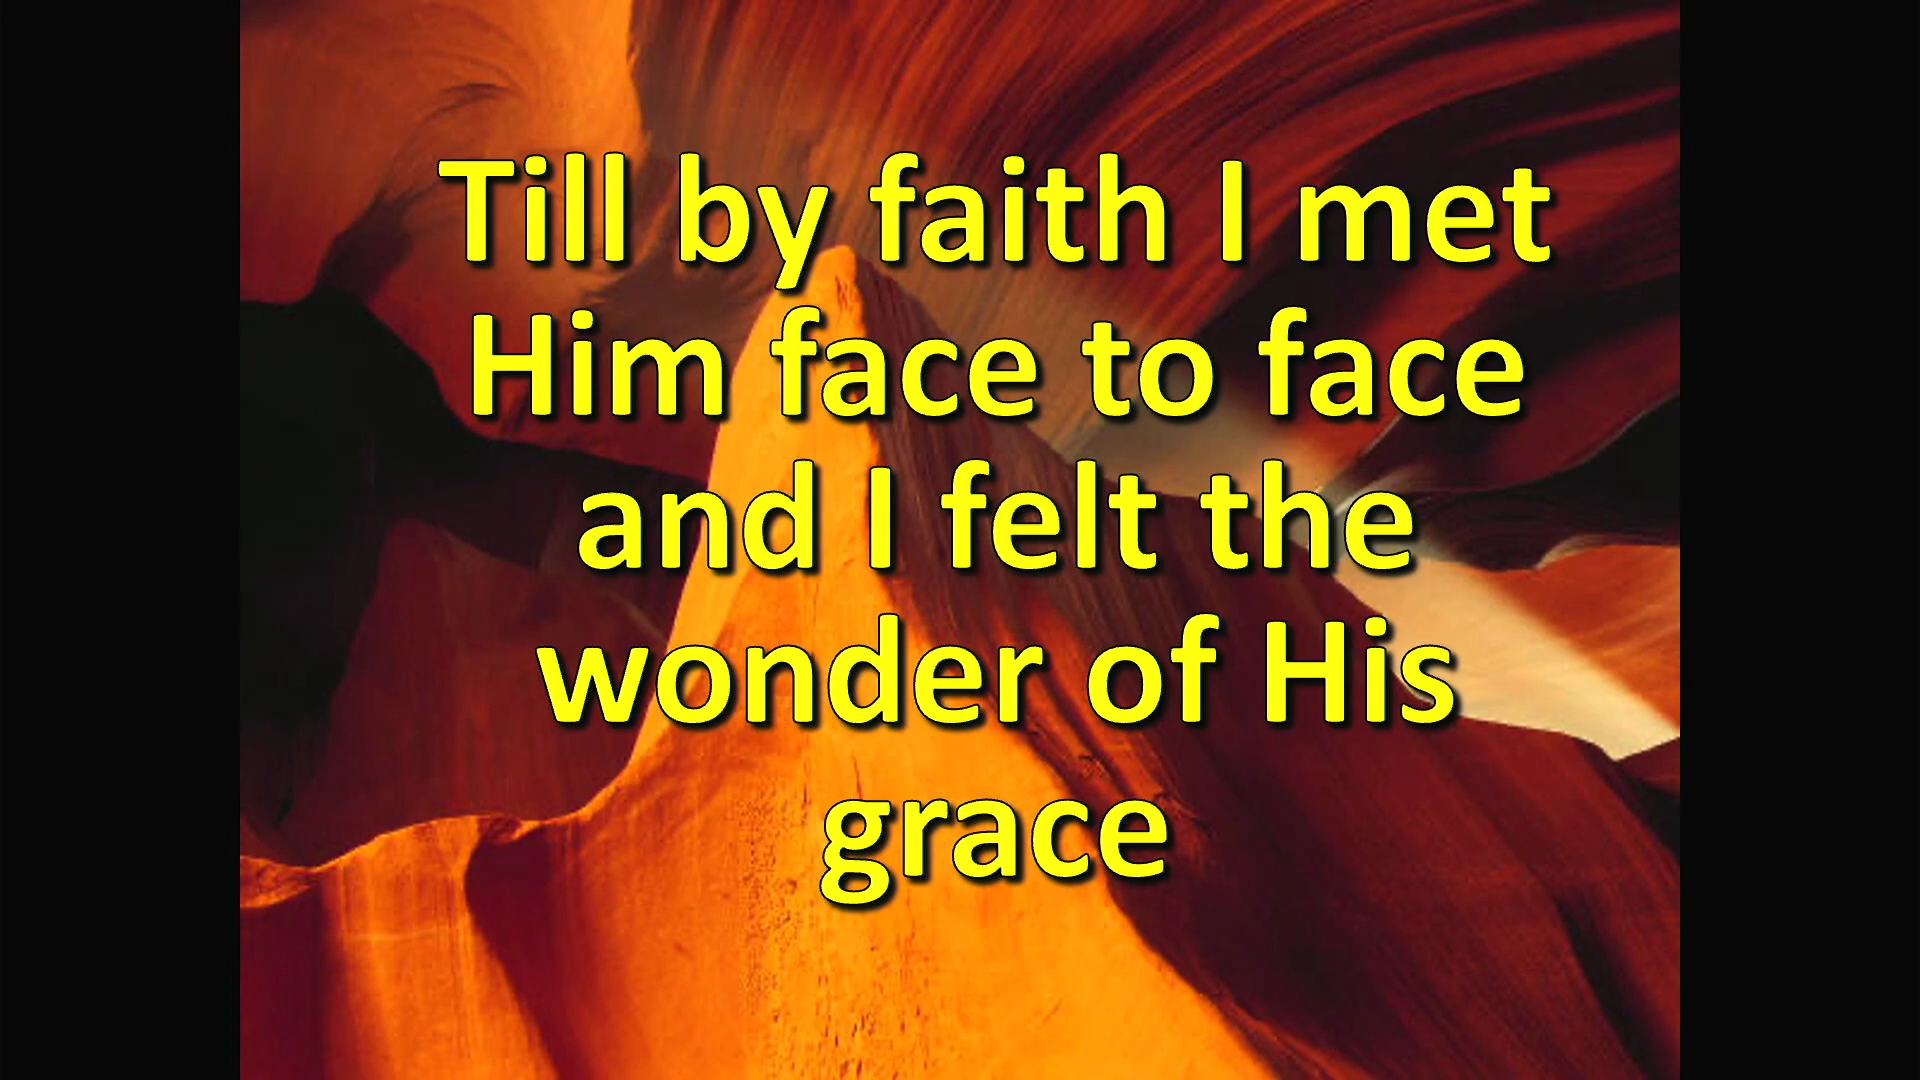 Till by faith I met
Him face to face
and I felt the
wonder of His
grace